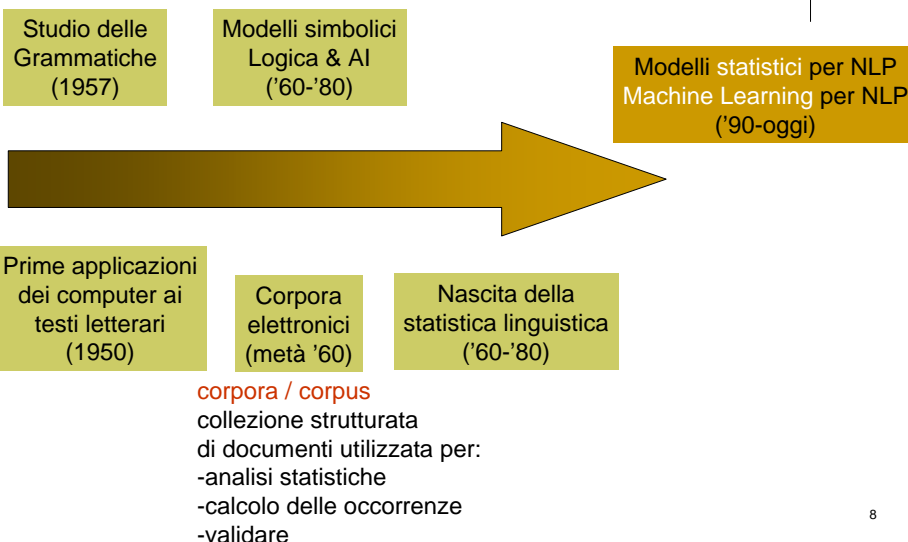 Studio delle
Grammatiche
(1957)
Modelli simbolici
Logica & AI
('60-'80)
Modelli statistici per NLP
Machine Learning per NLP
('90-oggi)
Prime applicazioni
dei computer ai
testi letterari
(1950)
Corpora
elettronici
(metà '60)
Nascita della
statistica linguistica
('60-'80)
corpora / corpus
collezione strutturata
di documenti utilizzata per:
-analisi statistiche
-calcolo delle occorrenze
-validare
8